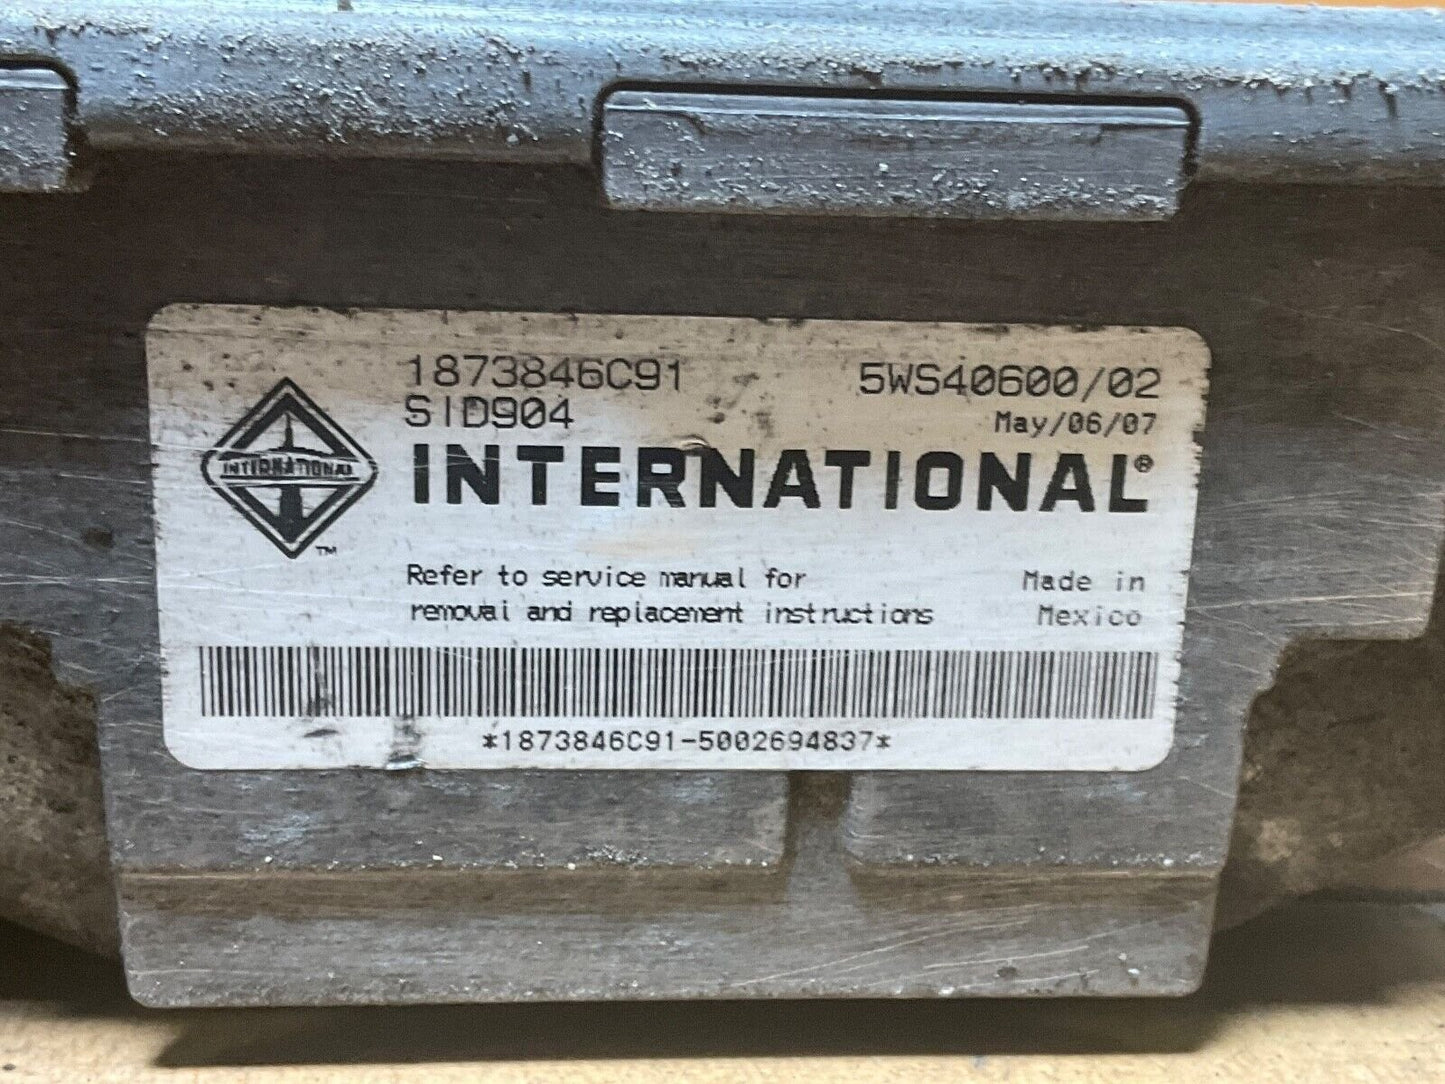 1873846C91 5WS40600/02
SID904 May/06/07
INTERNATIONAL INTERNATIONAL®
™
Refer to service manual for Made in
removal and replacement instructions Mexico
*1873846C91-5002694837*